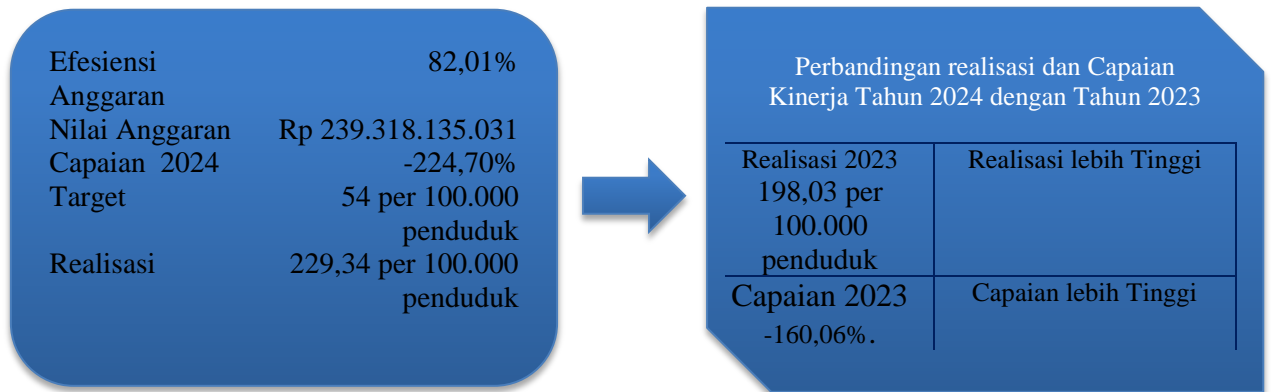 Efesiensi 82,01%
Anggaran
Nilai Anggaran Rp 239.318.135.031
Capaian 2024 -224,70%
Target 54 per 100.000
penduduk
Realisasi 229,34 per 100.000
penduduk
Perbandingan realisasi dan Capaian
Kinerja Tahun 2024 dengan Tahun 2023
Realisasi 2023 Realisasi lebih Tinggi
198,03 per
100.000
penduduk
Capaian 2023 Capaian lebih Tinggi
-160,06%.